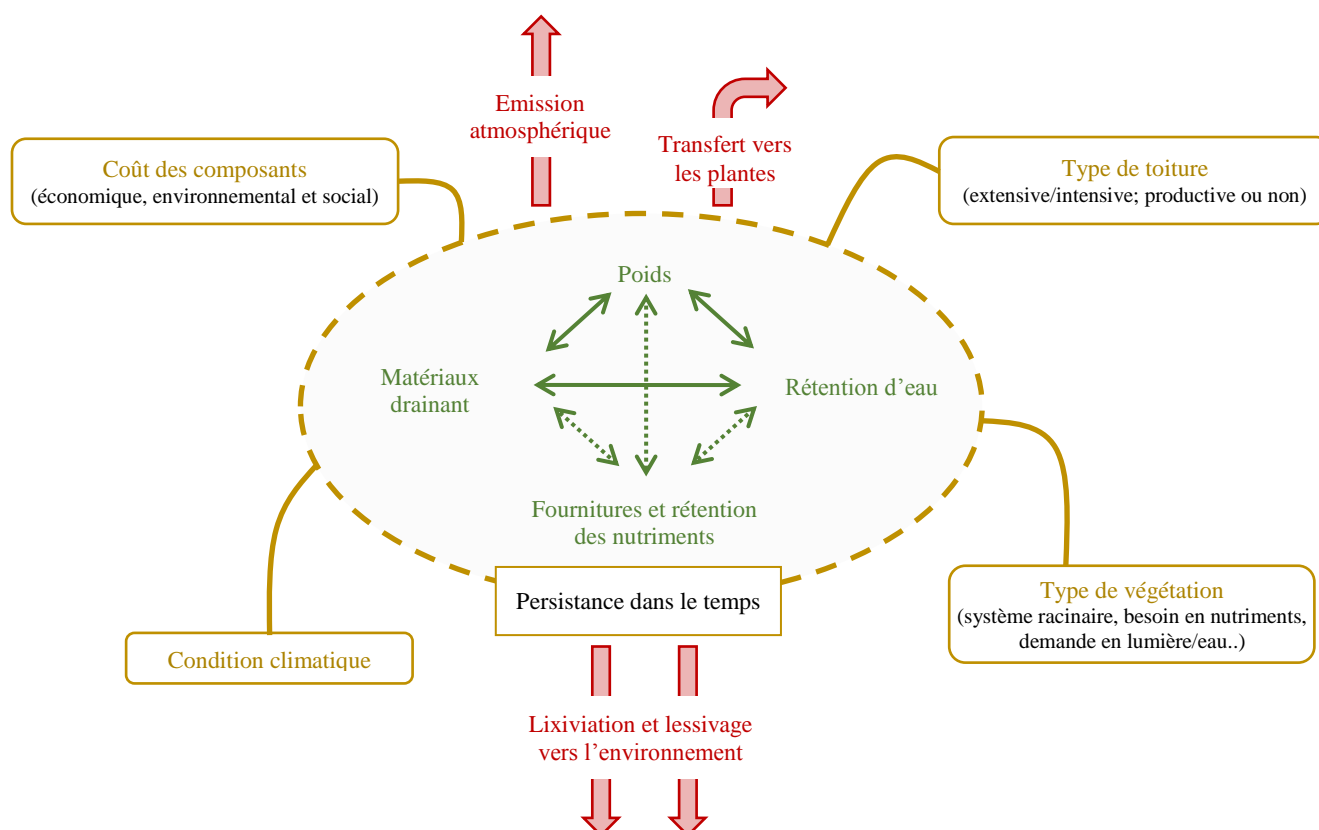 Emission
atmosphérique
Transfert vers
les plantes
Coût des composants
(économique, environnemental et social)
Type de toiture
(extensive/intensive; productive ou non)
Poids
Matériaux
drainant
Rétention d’eau
Fournitures et rétention
des nutriments
Persistance dans le temps
Type de végétation
(système racinaire, besoin en nutriments,
demande en lumière/eau..)
Condition climatique
Lixiviation et lessivage
vers l’environnement